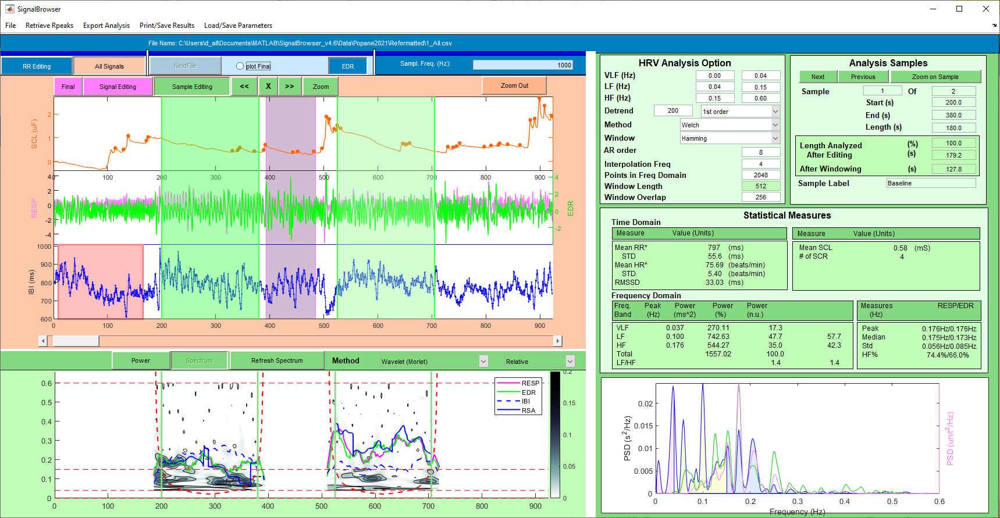 SignalBrowser
File Retrieve Rpeaks Export Analysis Print/Save Results Load/Save Parameters
File Name: C:\Users\d_all\Documents\MATLAB\SignalBrowser_v4.6\Data\Popane2021\Reformatted\1_All.csv
RR Editing All Signals NextFile plot Final EDR Sampl. Freq. (Hz): 1000
Final Signal Editing Sample Editing << X >> Zoom Zoom Out
SCL (uF)
2
1
0
0 100 200 300 400 500 600 700 800 900
RESP
4
2
0
-2
-4
EDR
4
2
0
-2
IBI (ms)
1000
900
800
700
600
0 100 200 300 400 500 600 700 800 900
Power Spectrum Refresh Spectrum Method Wavelet (Morlet) Relative
0.6
0.5
0.4
0.3
0.2
0.1
0
0 100 200 300 400 500 600 700 800 900
RESP
EDR
IBI
RSA
0.2
0.15
0.1
0.05
0
HRV Analysis Option
VLF (Hz) 0.00 0.04
LF (Hz) 0.04 0.15
HF (Hz) 0.15 0.60
Detrend 200 1st order
Method Welch
Window Hamming
AR order 8
Interpolation Freq 4
Points in Freq Domain 2048
Window Length 512
Window Overlap 256
Analysis Samples
Next Previous Zoom on Sample
Sample 1 Of 2
Start (s) 200.0
End (s) 380.0
Length (s) 180.0
Length Analyzed (%) 100.0
After Editing (s) 179.2
After Windowing (s) 127.8
Sample Label Baseline
Statistical Measures
Time Domain
Measure Value (Units) Measure Value (Units)
Mean RR* 797 (ms) Mean SCL 0.58 (mS)
STD 55.6 (ms) # of SCR 4
Mean HR* 75.69 (beats/min)
STD 5.40 (beats/min)
RMSSD 33.03 (ms)
Frequency Domain
Freq. Peak Power Power Power Measures RESP/EDR
Band (Hz) (ms^2) (%) (n.u.) (Hz)
VLF 0.037 270.11 17.3 Peak 0.176Hz/0.176Hz
LF 0.100 742.63 47.7 57.7 Median 0.175Hz/0.173Hz
HF 0.176 544.27 35.0 42.3 Std 0.056Hz/0.085Hz
Total 1557.02 100.0 HF% 74.4%/66.0%
LF/HF 1.4 1.4
PSD (s²/Hz)
0.02
0.015
0.01
0.005
0
0 0.1 0.2 0.3 0.4 0.5 0.6
Frequency (Hz)
PSD (unit²/Hz)